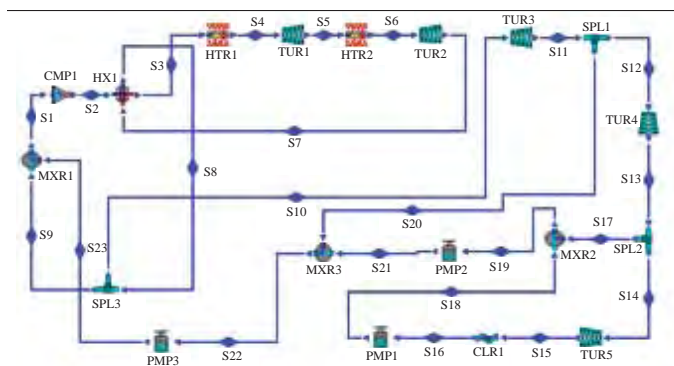 TUR3
SPL1
S4
S5
S6
S11
S12
HTR1
TUR1
HTR2
TUR2
S3
CMP1
HX1
S2
S1
TUR4
S7
S8
MXR1
S13
S10
S20
S17
S9
S23
SPL2
S21
S19
MXR2
MXR3
PMP2
SPL3
S18
S14
S22
S16
S15
PMP3
PMP1
CLR1
TUR5